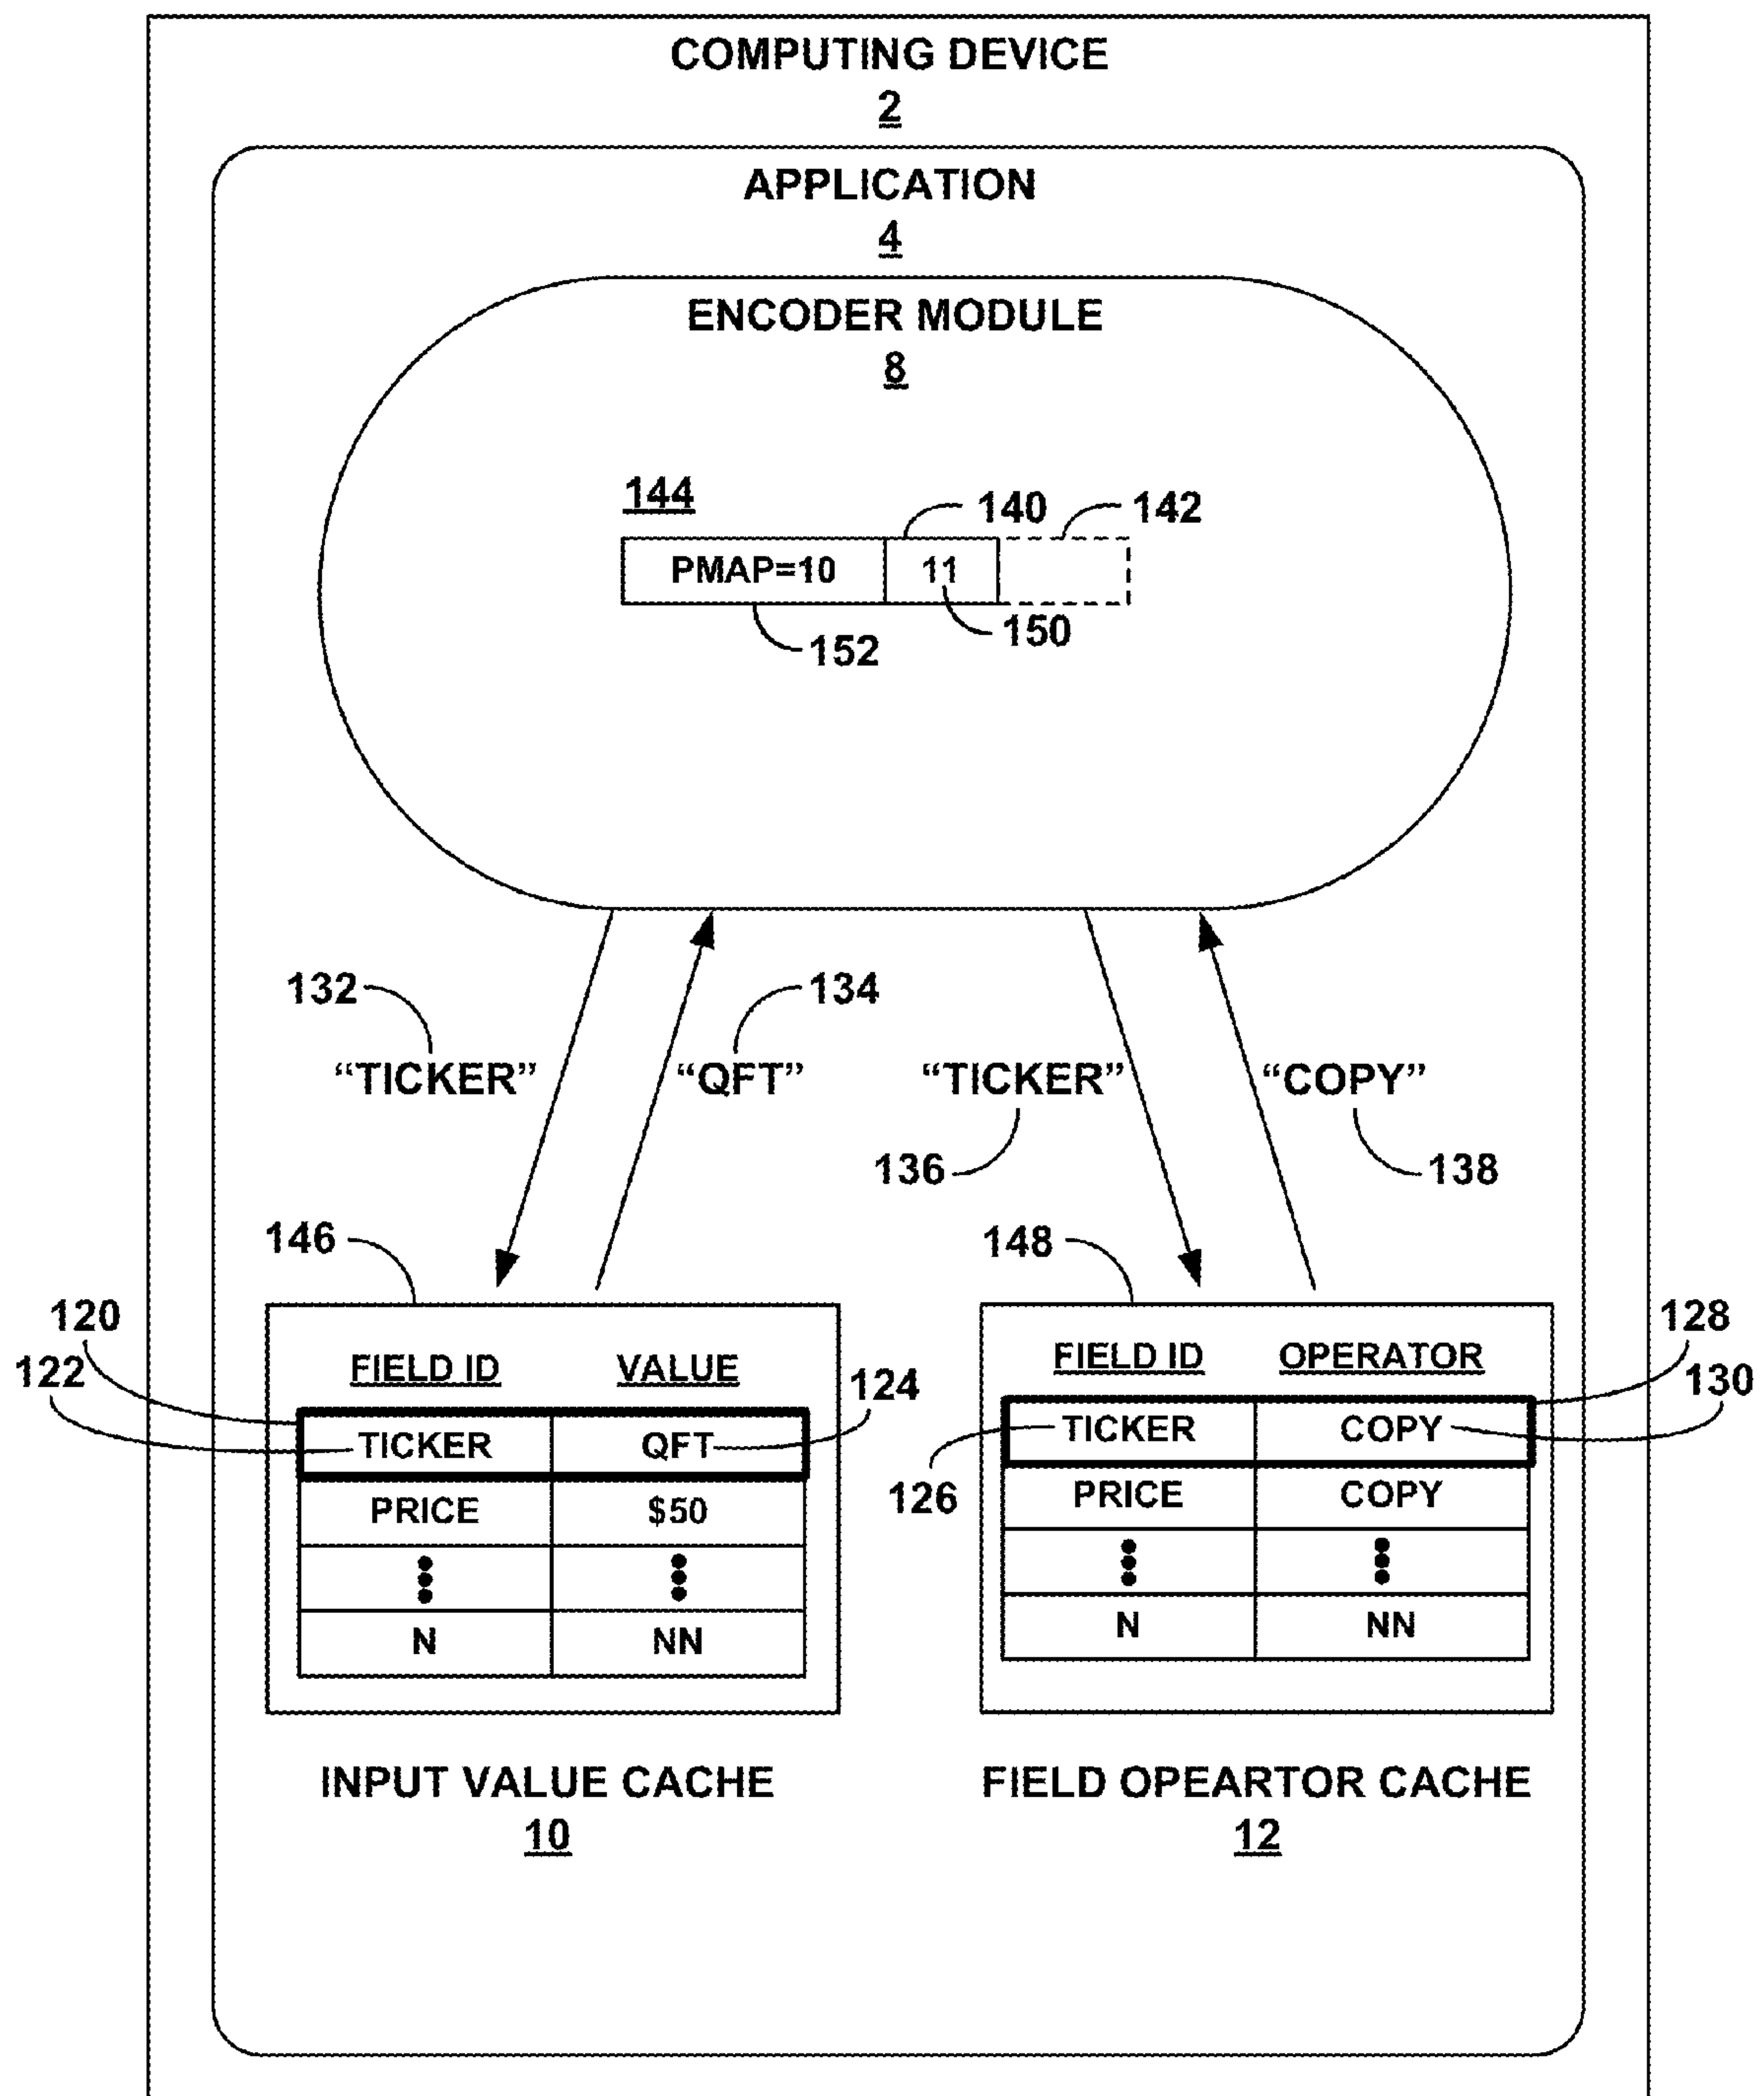 COMPUTING DEVICE
2
APPLICATION
4
ENCODER MODULE
8
144
140
142
PMAP=10
11
152
150
132
134
"TICKER"
"QFT"
"TICKER"
"COPY"
136
138
146
148
120
122
128
130
124
126
FIELD ID VALUE
TICKER QFT
PRICE $50
N NN
FIELD ID OPERATOR
TICKER COPY
PRICE COPY
N NN
INPUT VALUE CACHE
10
FIELD OPEARTOR CACHE
12